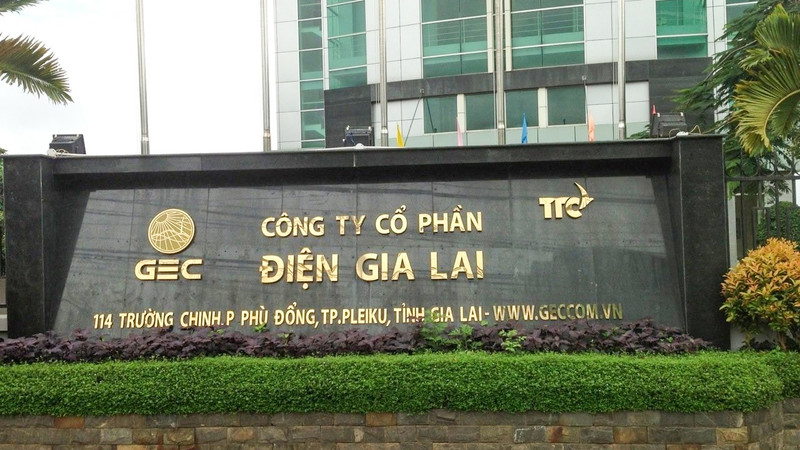 GEC
CÔNG TY CỔ PHẦN
TTC
ĐIỆN GIA LAI
114 TRƯỜNG CHINH.P PHÙ ĐỔNG,TP.PLEIKU,TỈNH GIA LAI-WWW.GECCOM.VN